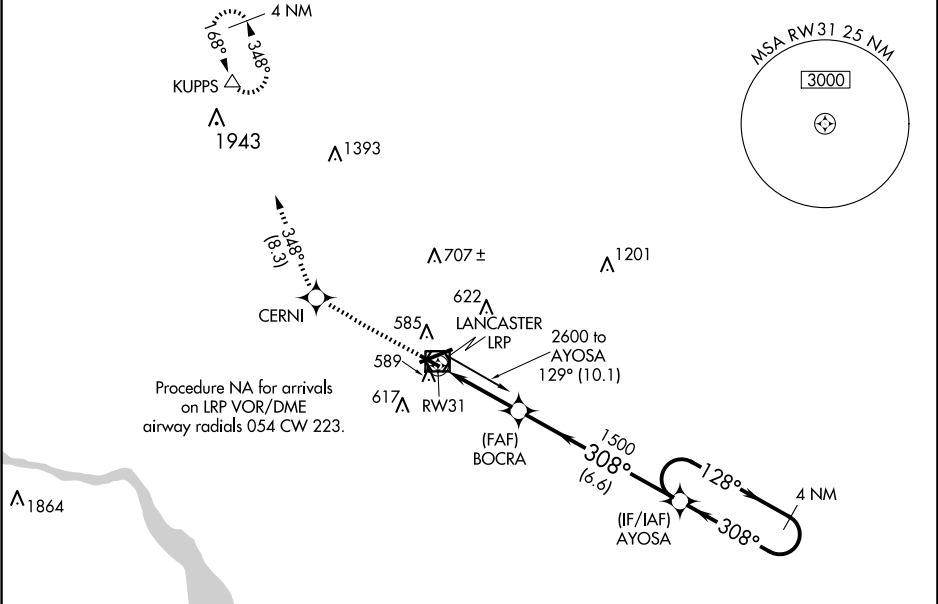 4 NM
168°
348°
KUPPS
1943
1393
MSA RW31 25 NM
3000
348°
(8.3)
707 ±
1201
CERNI
622
585
LANCASTER
LRP
589
2600 to
AYOSA
129° (10.1)
617
RW31
Procedure NA for arrivals
on LRP VOR/DME
airway radials 054 CW 223.
(FAF)
BOCRA
1500
308°
(6.6)
128°
4 NM
308°
(IF/IAF)
AYOSA
1864